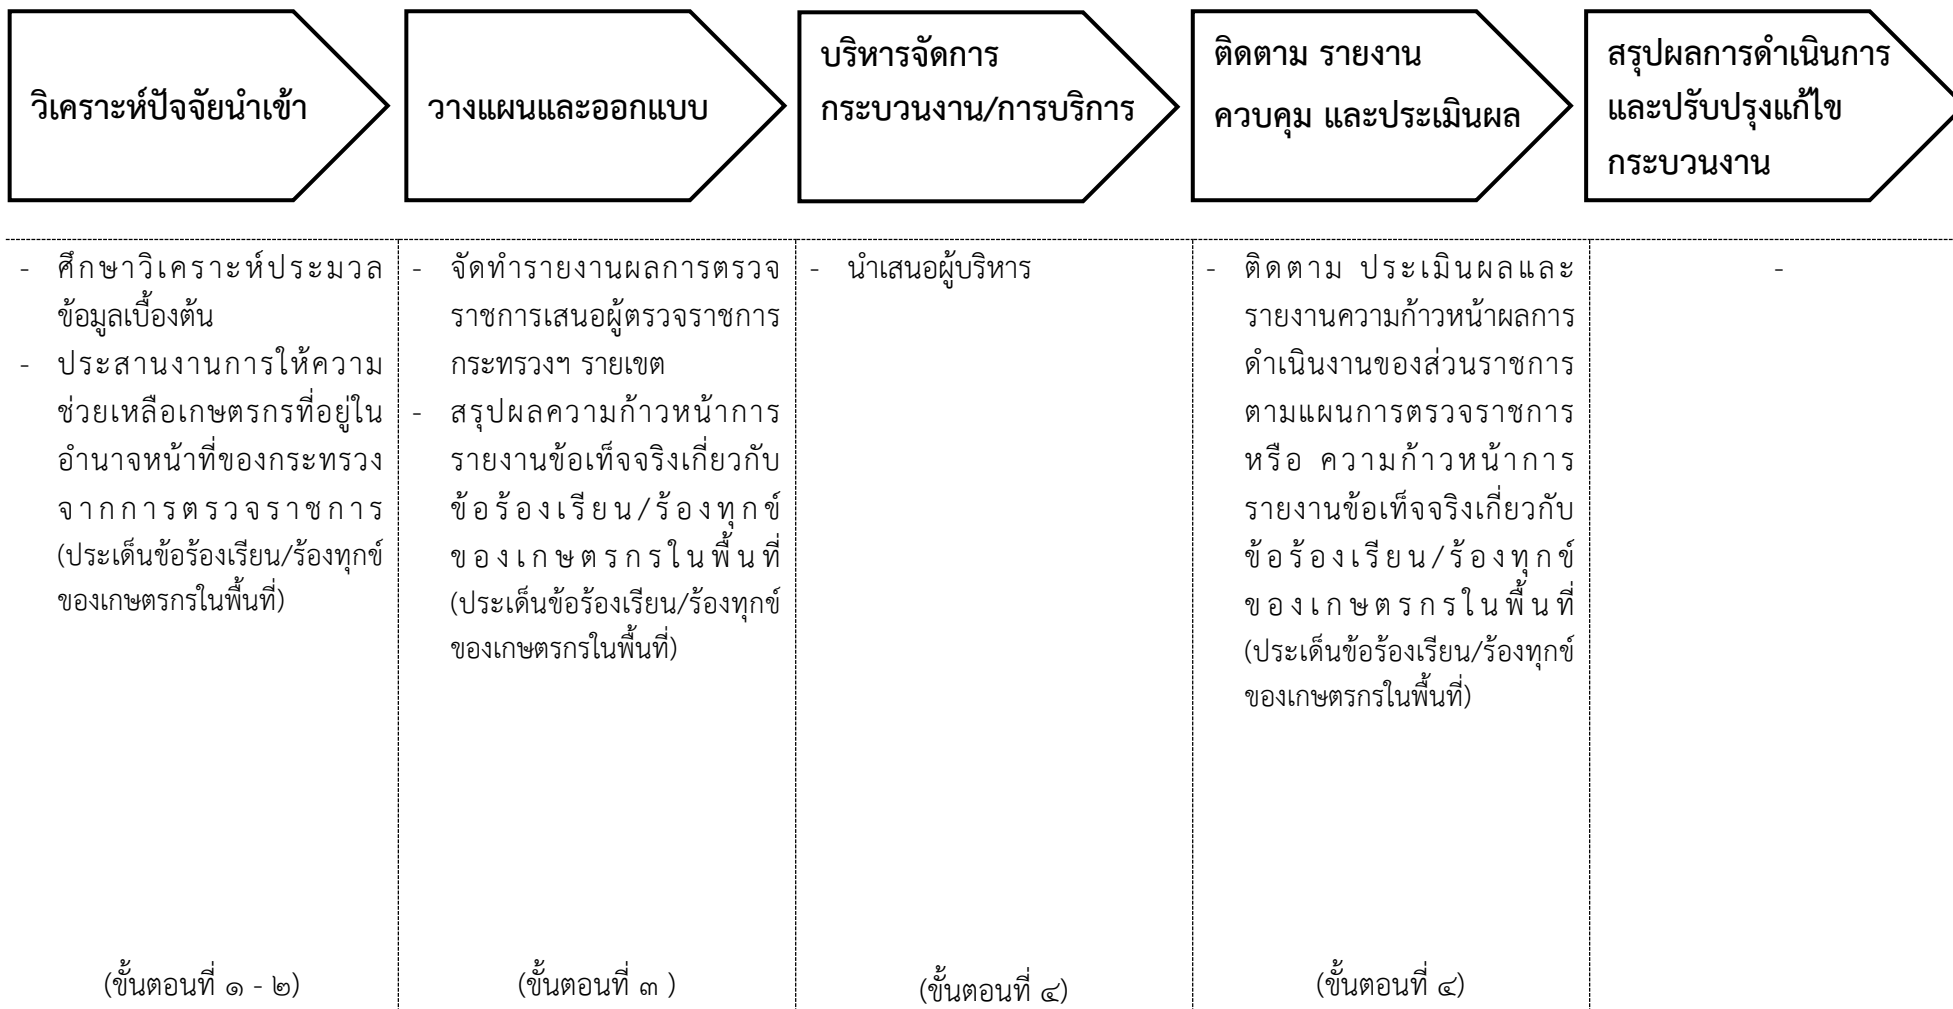 วิเคราะห์ปัจจัยนำเข้า
วางแผนและออกแบบ
บริหารจัดการ
กระบวนงาน/การบริการ
ติดตาม รายงาน
ควบคุม และประเมินผล
สรุปผลการดำเนินการ
และปรับปรุงแก้ไข
กระบวนงาน
- ศึกษาวิเคราะห์ประมวล
ข้อมูลเบื้องต้น
- ประสานงานการให้ความ
ช่วยเหลือเกษตรกรที่อยู่ใน
อำนาจหน้าที่ของกระทรวง
จากการตรวจราชการ
(ประเด็นข้อร้องเรียน/ร้องทุกข์
ของเกษตรกรในพื้นที่)
(ขั้นตอนที่ ๑ - ๒)
- จัดทำรายงานผลการตรวจ
ราชการเสนอผู้ตรวจราชการ
กระทรวงฯ รายเขต
- สรุปผลความก้าวหน้าการ
รายงานข้อเท็จจริงเกี่ยวกับ
ข้อร้องเรียน/ร้องทุกข์
ของเกษตรกรในพื้นที่
(ประเด็นข้อร้องเรียน/ร้องทุกข์
ของเกษตรกรในพื้นที่)
(ขั้นตอนที่ ๓ )
- นำเสนอผู้บริหาร
(ขั้นตอนที่ ๔)
- ติดตาม ประเมินผลและ
รายงานความก้าวหน้าผลการ
ดำเนินงานของส่วนราชการ
ตามแผนการตรวจราชการ
หรือ ความก้าวหน้าการ
รายงานข้อเท็จจริงเกี่ยวกับ
ข้อร้องเรียน/ร้องทุกข์
ของเกษตรกรในพื้นที่
(ประเด็นข้อร้องเรียน/ร้องทุกข์
ของเกษตรกรในพื้นที่)
(ขั้นตอนที่ ๔)
-